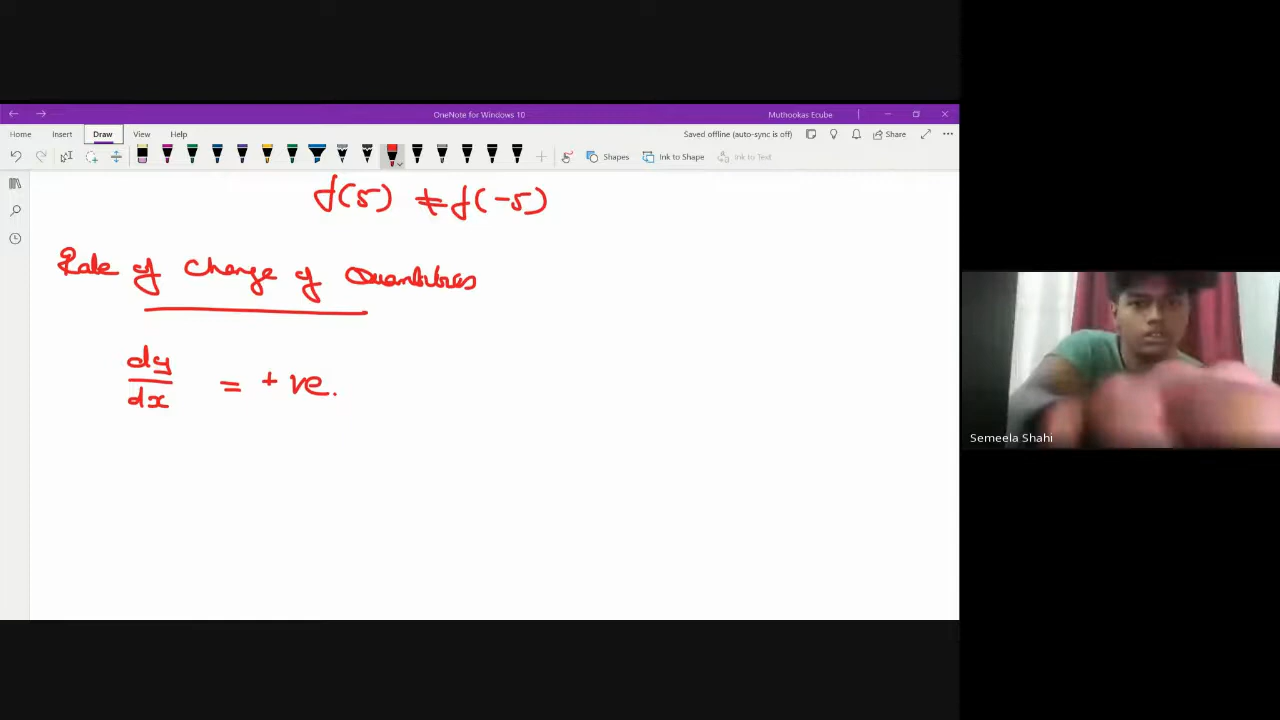 OneNote for Windows 10
Muthookas Ecube
Home Insert Draw View Help
Saved offline (auto-sync is off) Share
Shapes Ink to Shape Ink to Text
f(5) ≠ f(-5)
Rate of Change of Quantities
dy
dx = + ve.
Semeela Shahi